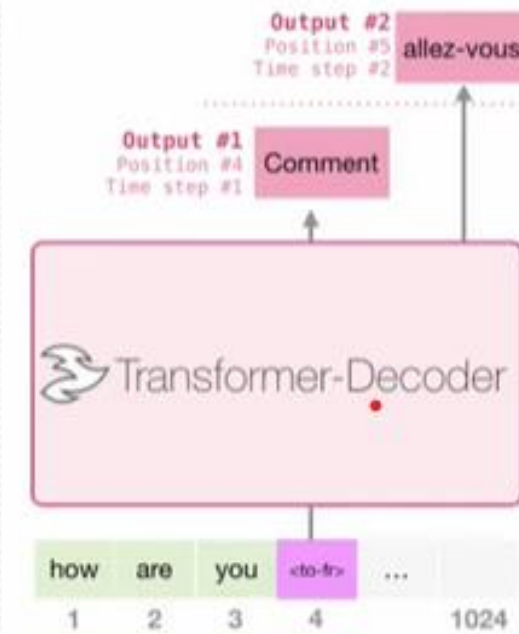 Output #2
Position #5
Time step #2
allez-vous
Output #1
Position #4
Time step #1
Comment
Transformer-Decoder
how are you <to-fr> ...
1 2 3 4 1024